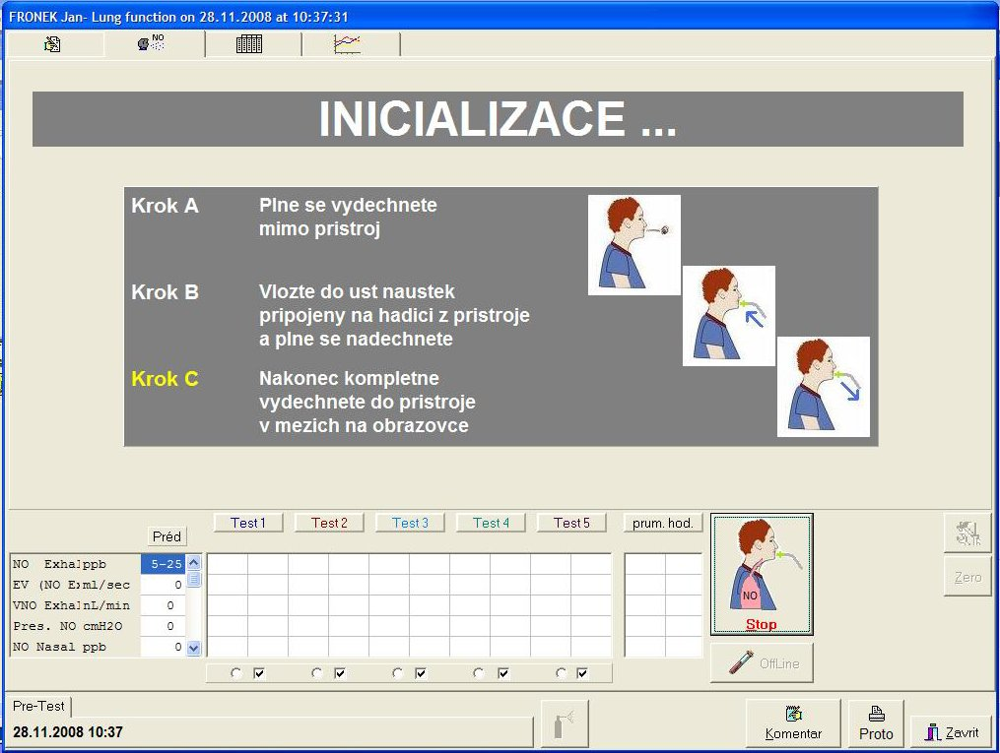 FRONEK Jan- Lung function on 28.11.2008 at 10:37:31
NO
INICIALIZACE ...
Krok A
Plne se vydechnete
mimo pristroj
Krok B
Vlozte do ust naustek
pripojeny na hadici z pristroje
a plne se nadechnete
Krok C
Nakonec kompletne
vydechnete do pristroje
v mezich na obrazovce
Préd
Test 1
Test 2
Test 3
Test 4
Test 5
prum. hod.
NO Exhalppb 5-25
EV (NO E:ml/sec 0
VNO ExhalnL/min 0
Pres. NO cmH2O 0
NO Nasal ppb 0
NO
Stop
OffLine
Zero
Pre-Test
28.11.2008 10:37
Komentar
Proto
Zavrit